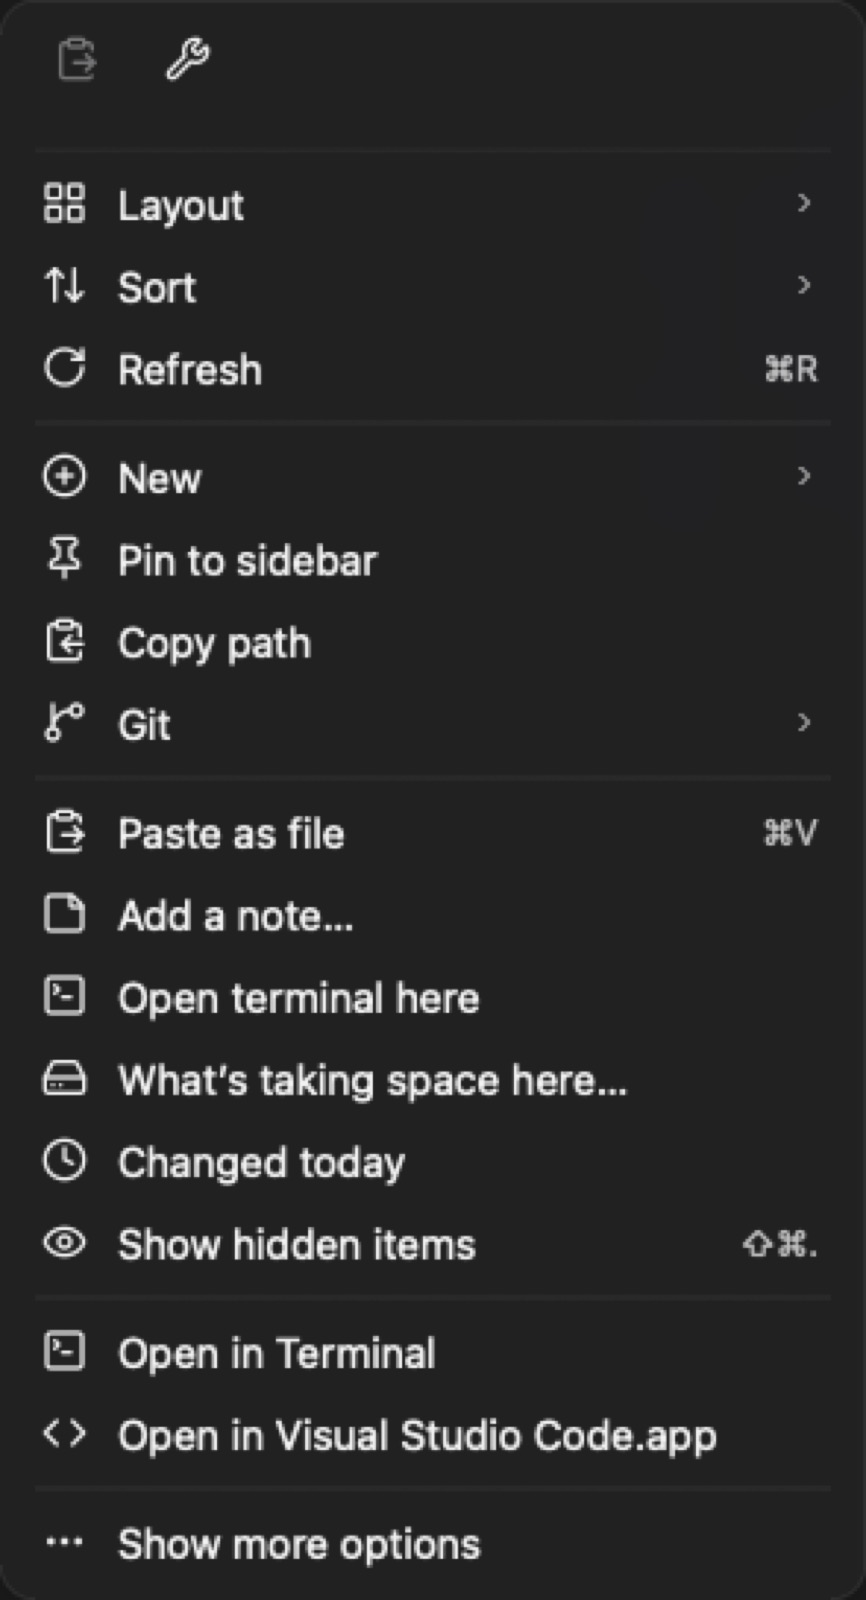 Layout
Sort
Refresh ⌘R
New
Pin to sidebar
Copy path
Git
Paste as file ⌘V
Add a note...
Open terminal here
What's taking space here...
Changed today
Show hidden items ⇧⌘.
Open in Terminal
Open in Visual Studio Code.app
Show more options